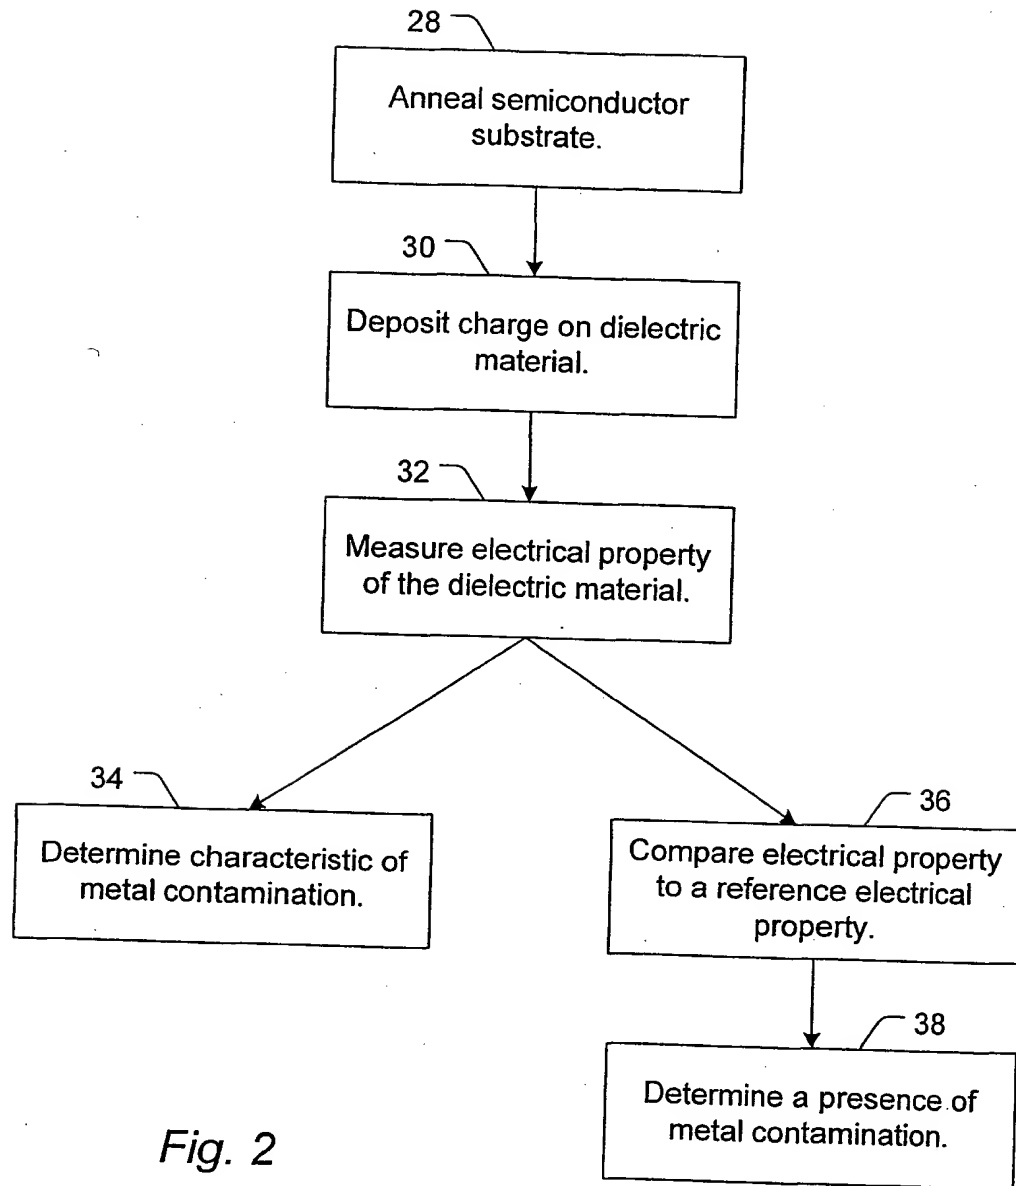 28
Anneal semiconductor
substrate.
30
Deposit charge on dielectric
material.
32
Measure electrical property
of the dielectric material.
34
Determine characteristic of
metal contamination.
36
Compare electrical property
to a reference electrical
property.
38
Determine a presence of
metal contamination.
Fig. 2